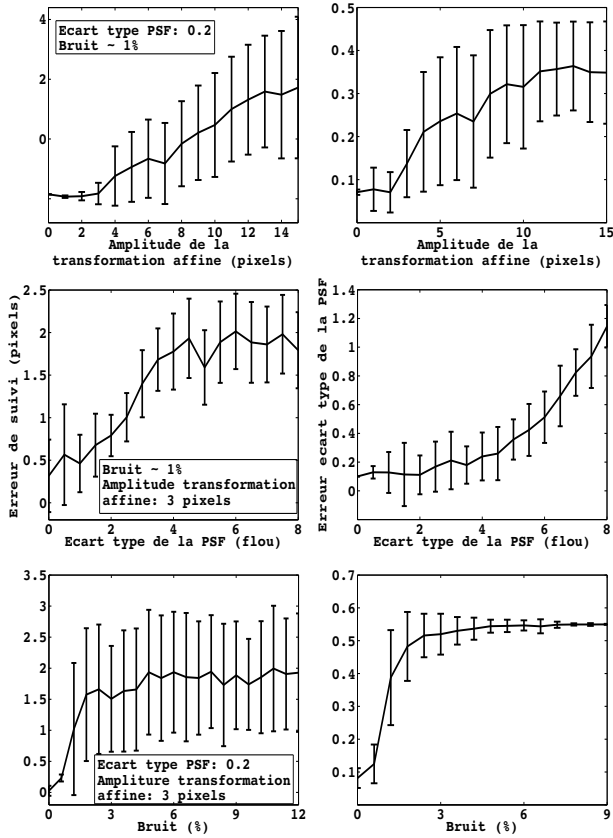 4
2
0
Ecart type PSF: 0.2
Bruit ~ 1%
0 2 4 6 8 10 12 14
Amplitude de la
transformation affine (pixels)
0.5
0.4
0.3
0.2
0.1
0 5 10 15
Amplitude de la
transformation affine (pixels)
Erreur de suivi (pixels)
2.5
2
1.5
1
0.5
0
Bruit ~ 1%
Amplitude transformation
affine: 3 pixels
0 2 4 6 8
Ecart type de la PSF (flou)
Erreur ecart type de la PSF
1.4
1.2
1.0
0.8
0.6
0.4
0.2
0
0 2 4 6 8
Ecart type de la PSF (flou)
3.5
3
2.5
2
1.5
1
0.5
0
Ecart type PSF: 0.2
Ampliture transformation
affine: 3 pixels
0 3 6 9 12
Bruit (%)
0.7
0.6
0.5
0.4
0.3
0.2
0.1
0 3 6 9
Bruit (%)